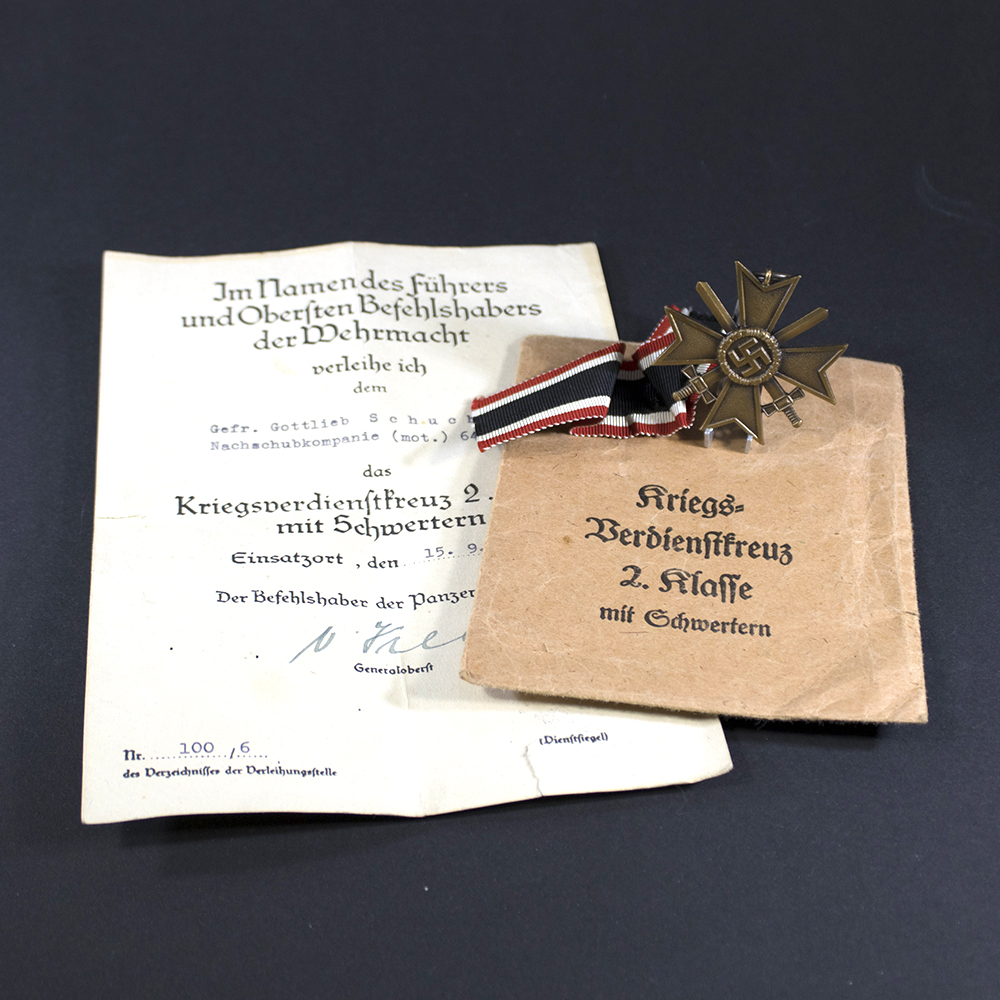 Im Namen des Führers
und Obersten Befehlshabers
der Wehrmacht
verleihe ich
dem
Gefr. Gottlieb
Nachschubkompanie (mot.)
das
Kriegsverdienstkreuz 2.
mit Schwertern
Einsatzort , den 15. 9.
Der Befehlshaber der
Generaloberst
(Dienstsiegel)
Nr. 100 /6
des Verzeichnisses der Verleihungsstelle
Kriegs-
Verdienstkreuz
2. Klasse
mit Schwertern